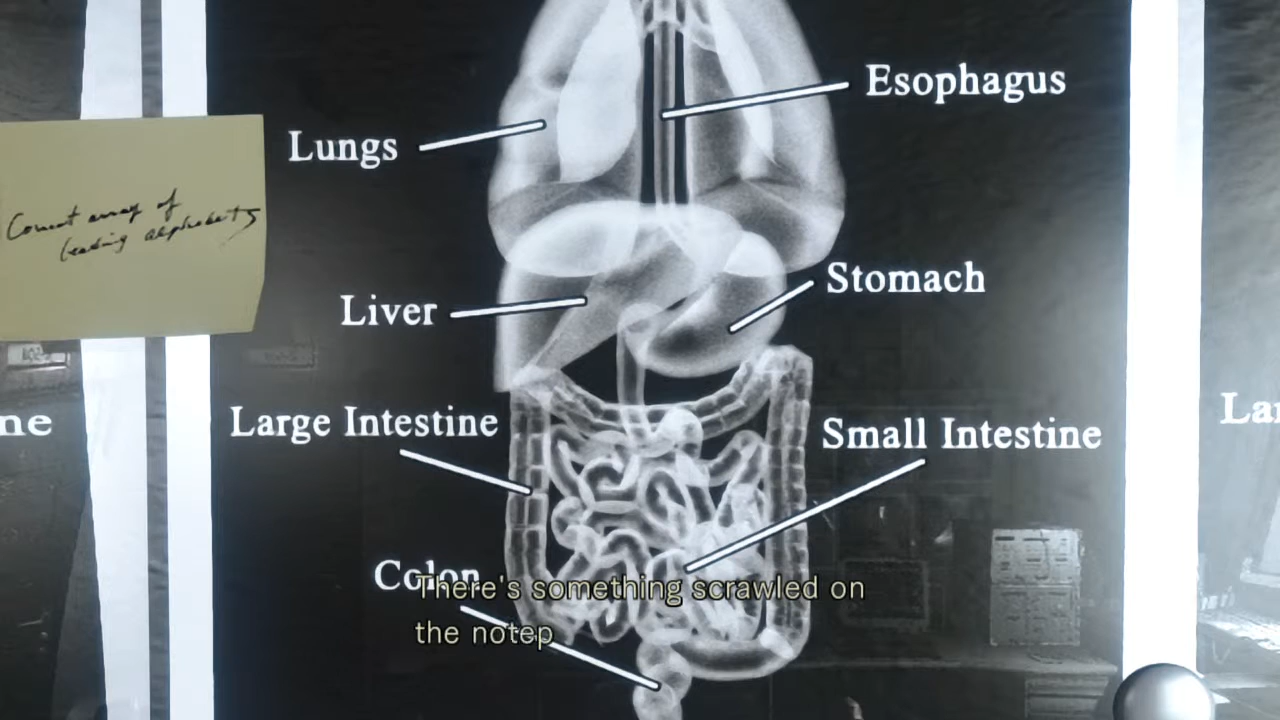 Esophagus
Lungs
Correct array of
leading alphabets
Stomach
Liver
ne
Large Intestine
Small Intestine
La
Colon
There's something scrawled on
the notep